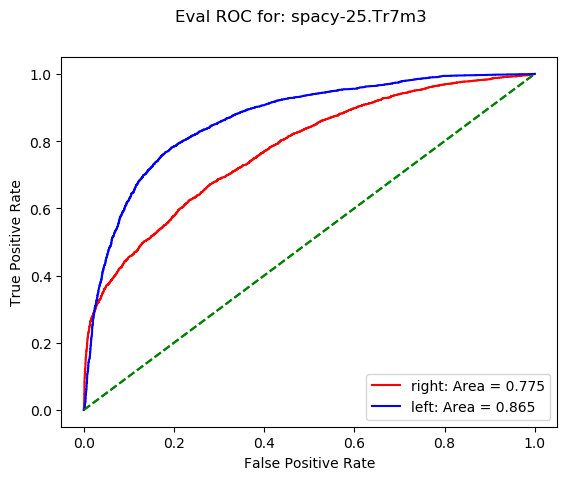 Eval ROC for: spacy-25.Tr7m3
1.0
0.8
0.6
0.4
0.2
0.0
True Positive Rate
right: Area = 0.775
left: Area = 0.865
0.0 0.2 0.4 0.6 0.8 1.0
False Positive Rate